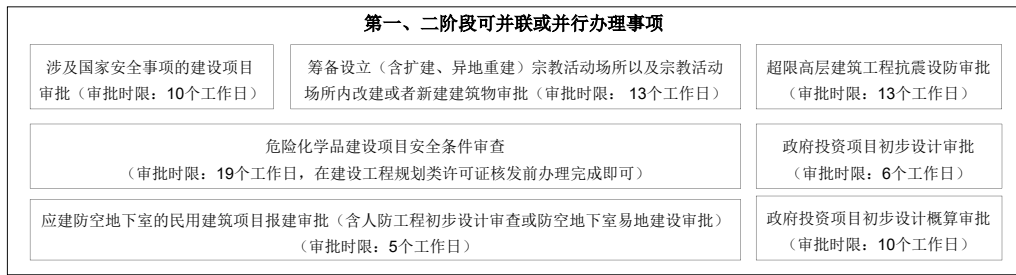 第一、二阶段可并联或并行办理事项
涉及国家安全事项的建设项目
审批（审批时限：10个工作日）
筹备设立（含扩建、异地重建）宗教活动场所以及宗教活动
场所内改建或者新建建筑物审批（审批时限： 13个工作日）
超限高层建筑工程抗震设防审批
（审批时限：13个工作日）
危险化学品建设项目安全条件审查
（审批时限：19个工作日，在建设工程规划类许可证核发前办理完成即可）
政府投资项目初步设计审批
（审批时限：6个工作日）
应建防空地下室的民用建筑项目报建审批（含人防工程初步设计审查或防空地下室易地建设审批）
（审批时限：5个工作日）
政府投资项目初步设计概算审批
（审批时限：10个工作日）